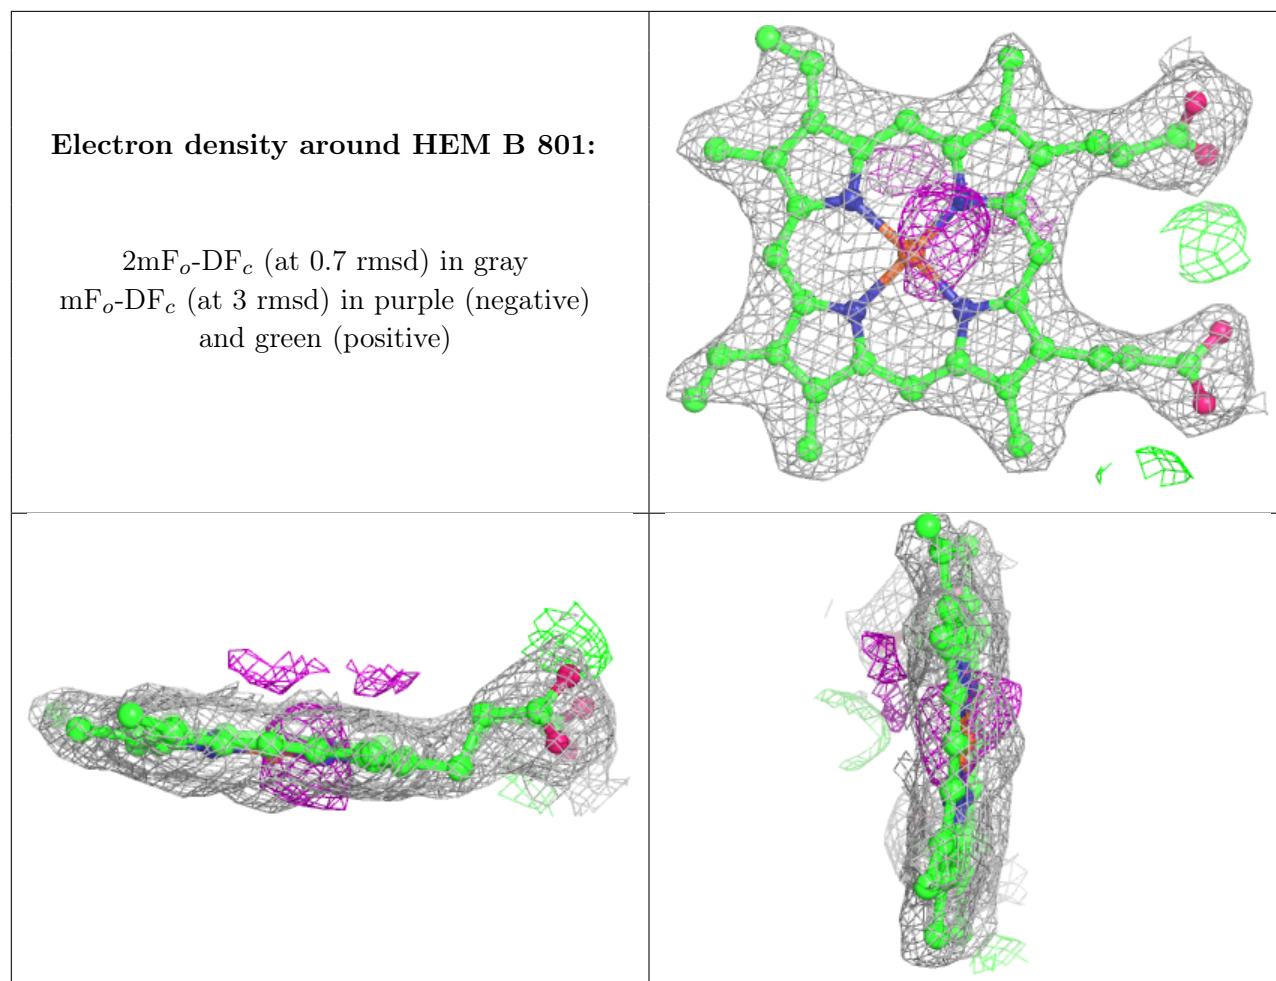 Electron density around HEM B 801:
2mFo-DFc (at 0.7 rmsd) in gray
mFo-DFc (at 3 rmsd) in purple (negative)
and green (positive)